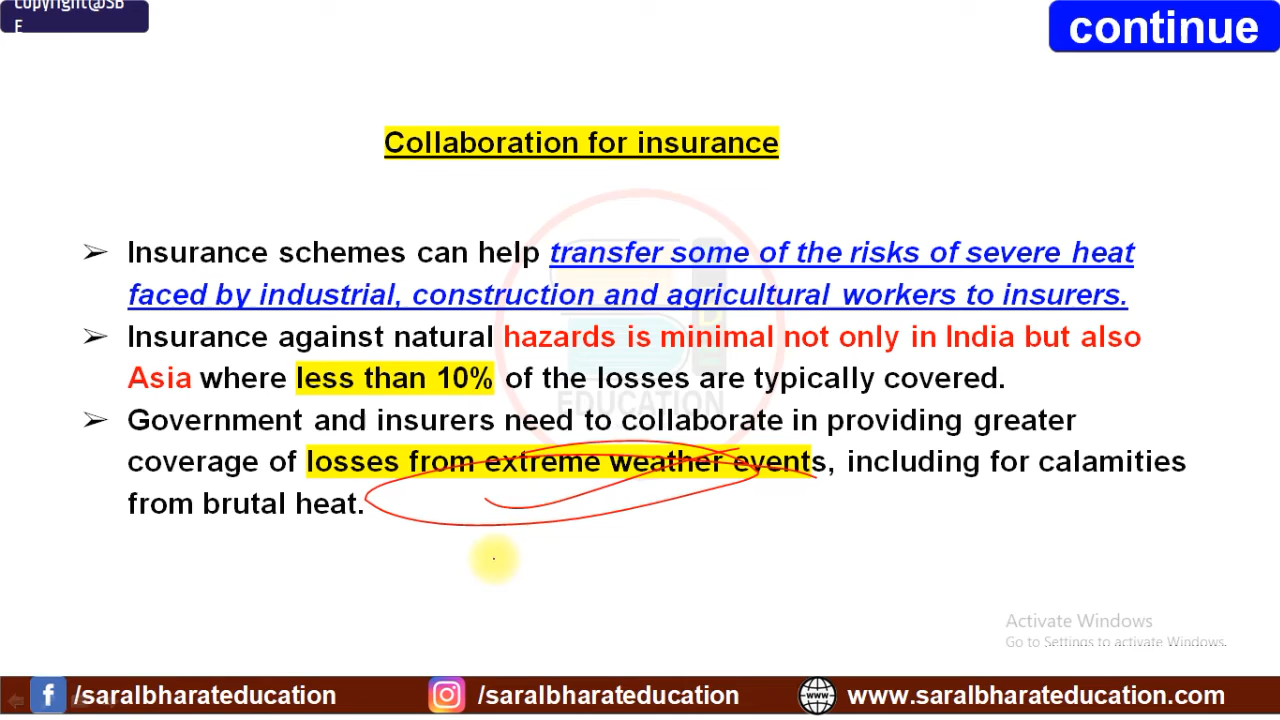 Copyright@SB
E
continue
Collaboration for insurance
➢ Insurance schemes can help transfer some of the risks of severe heat
faced by industrial, construction and agricultural workers to insurers.
➢ Insurance against natural hazards is minimal not only in India but also
Asia where less than 10% of the losses are typically covered.
➢ Government and insurers need to collaborate in providing greater
coverage of losses from extreme weather events, including for calamities
from brutal heat.
EDUCATION
Activate Windows
Go to Settings to activate Windows.
/saralbharateducation
/saralbharateducation
www.saralbharateducation.com